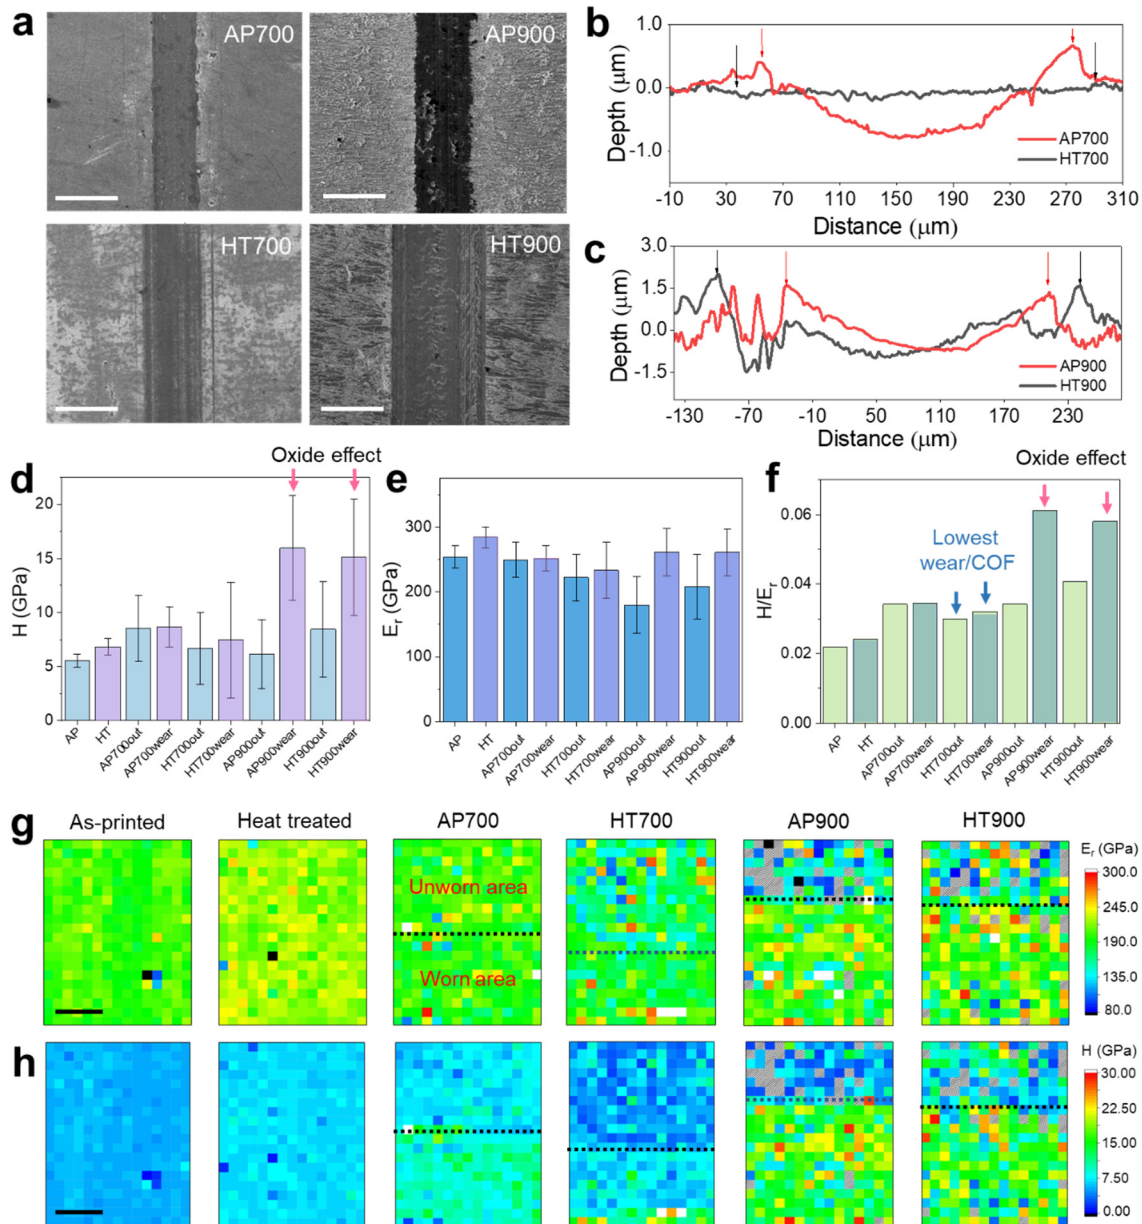 a
AP700
AP900
HT700
HT900
b
1.0
0.0
-1.0
Depth (μm)
AP700
HT700
-10 30 70 110 150 190 230 270 310
Distance (μm)
c
3.0
1.5
0.0
-1.5
Depth (μm)
AP900
HT900
-130 -70 -10 50 110 170 230
Distance (μm)
d
Oxide effect
20
15
10
5
0
H (GPa)
AP
HT
AP700out
AP700wear
HT700out
HT700wear
AP900out
AP900wear
HT900out
HT900wear
e
300
200
100
0
Er (GPa)
AP
HT
AP700out
AP700wear
HT700out
HT700wear
AP900out
AP900wear
HT900out
HT900wear
f
Oxide effect
Lowest
wear/COF
0.06
0.04
0.02
0.00
H/Er
AP
HT
AP700out
AP700wear
HT700out
HT700wear
AP900out
AP900wear
HT900out
HT900wear
g
As-printed
Heat treated
AP700
HT700
AP900
HT900
Unworn area
Worn area
Er (GPa)
300.0
245.0
190.0
135.0
80.0
h
H (GPa)
30.00
22.50
15.00
7.50
0.00